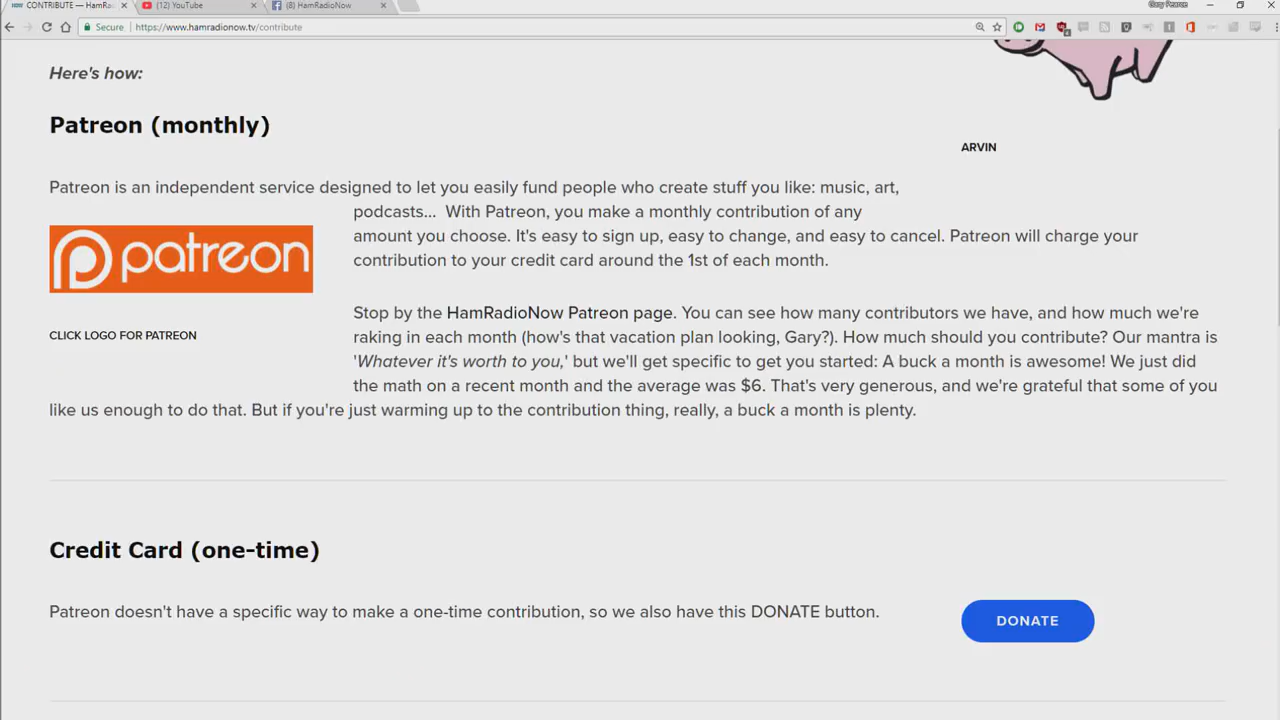 CONTRIBUTE — HamRa
(12) YouTube
(8) HamRadioNow
Gary Pearce
Secure
https://www.hamradionow.tv/contribute
Here's how:
Patreon (monthly)
ARVIN
Patreon is an independent service designed to let you easily fund people who create stuff you like: music, art,
podcasts... With Patreon, you make a monthly contribution of any
amount you choose. It's easy to sign up, easy to change, and easy to cancel. Patreon will charge your
contribution to your credit card around the 1st of each month.
patreon
CLICK LOGO FOR PATREON
Stop by the HamRadioNow Patreon page. You can see how many contributors we have, and how much we're
raking in each month (how's that vacation plan looking, Gary?). How much should you contribute? Our mantra is
'Whatever it's worth to you,' but we'll get specific to get you started: A buck a month is awesome! We just did
the math on a recent month and the average was $6. That's very generous, and we're grateful that some of you
like us enough to do that. But if you're just warming up to the contribution thing, really, a buck a month is plenty.
Credit Card (one-time)
Patreon doesn't have a specific way to make a one-time contribution, so we also have this DONATE button.
DONATE